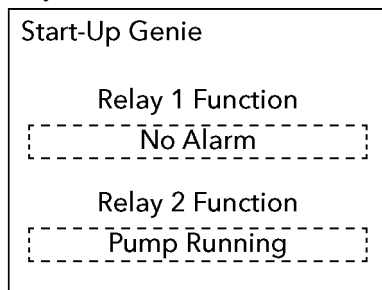 Start-Up Genie
Relay 1 Function
No Alarm
Relay 2 Function
Pump Running